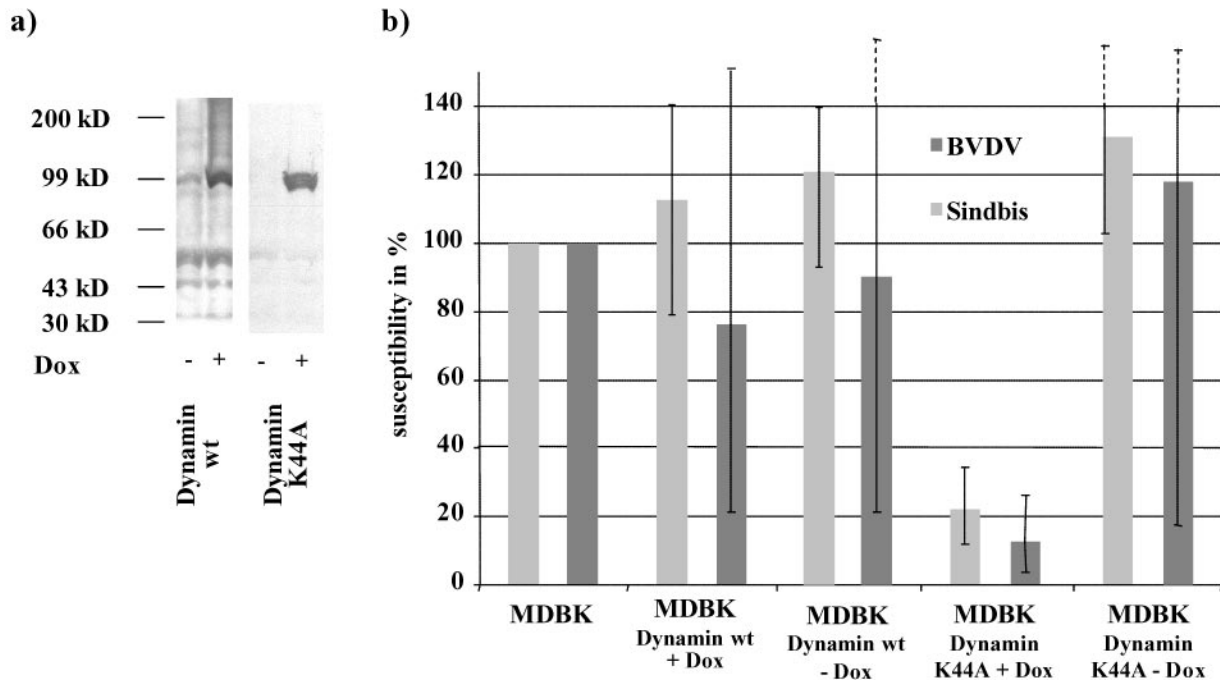 a)
200 kD
99 kD
66 kD
43 kD
30 kD
Dox - + - +
Dynamin wt
Dynamin K44A
b)
susceptibility in %
140
120
100
80
60
40
20
0
BVDV
Sindbis
MDBK
MDBK
Dynamin wt
+ Dox
MDBK
Dynamin wt
- Dox
MDBK
Dynamin
K44A + Dox
MDBK
Dynamin
K44A - Dox